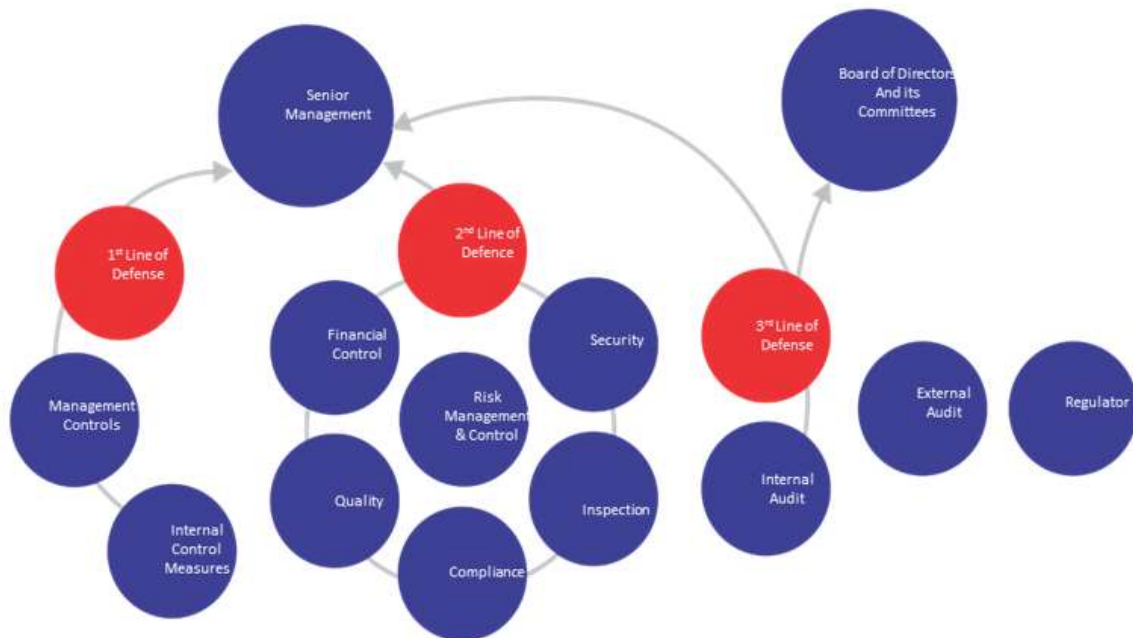 Senior
Management
Board of Directors
And its
Committees
1st Line of
Defense
2nd Line of
Defence
3rd Line of
Defense
Financial
Control
Security
Management
Controls
Risk
Management
& Control
External
Audit
Regulator
Quality
Inspection
Internal
Audit
Internal
Control
Measures
Compliance